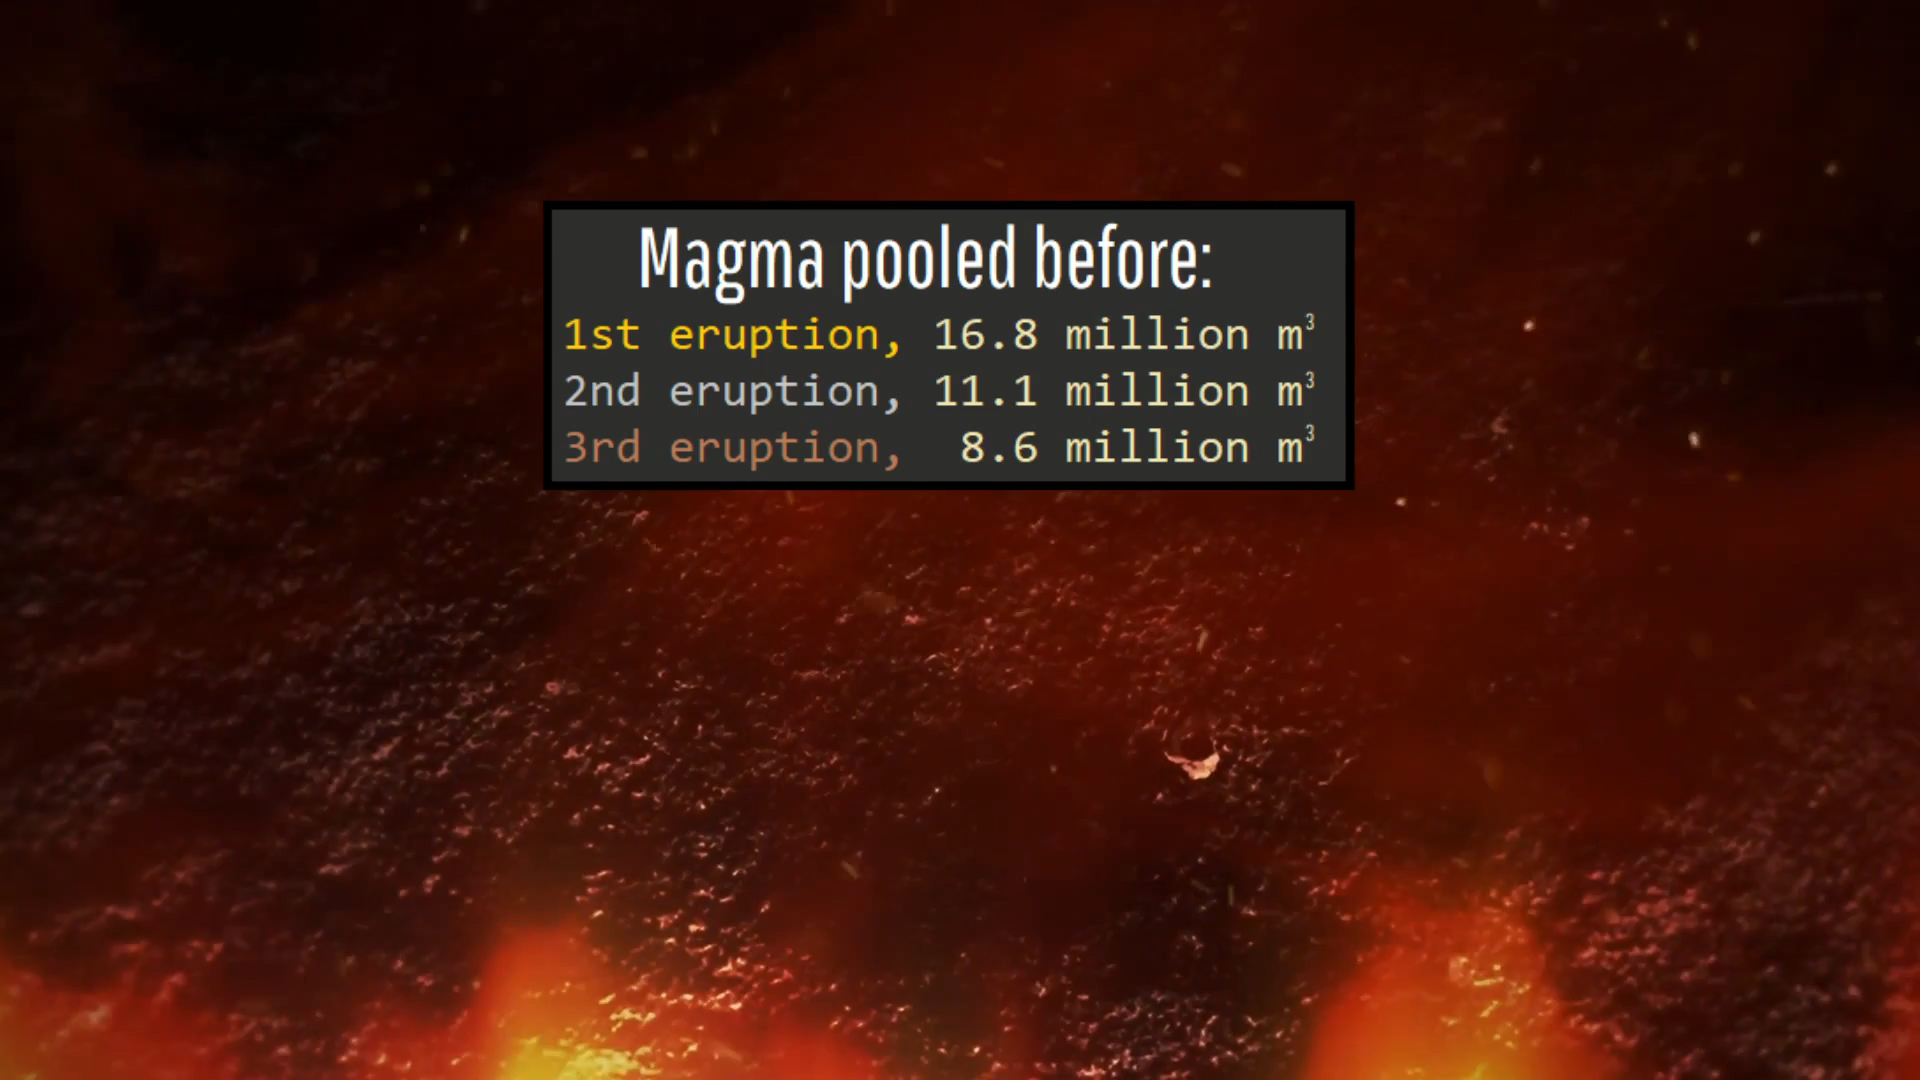 Magma pooled before:
1st eruption, 16.8 million m³
2nd eruption, 11.1 million m³
3rd eruption, 8.6 million m³